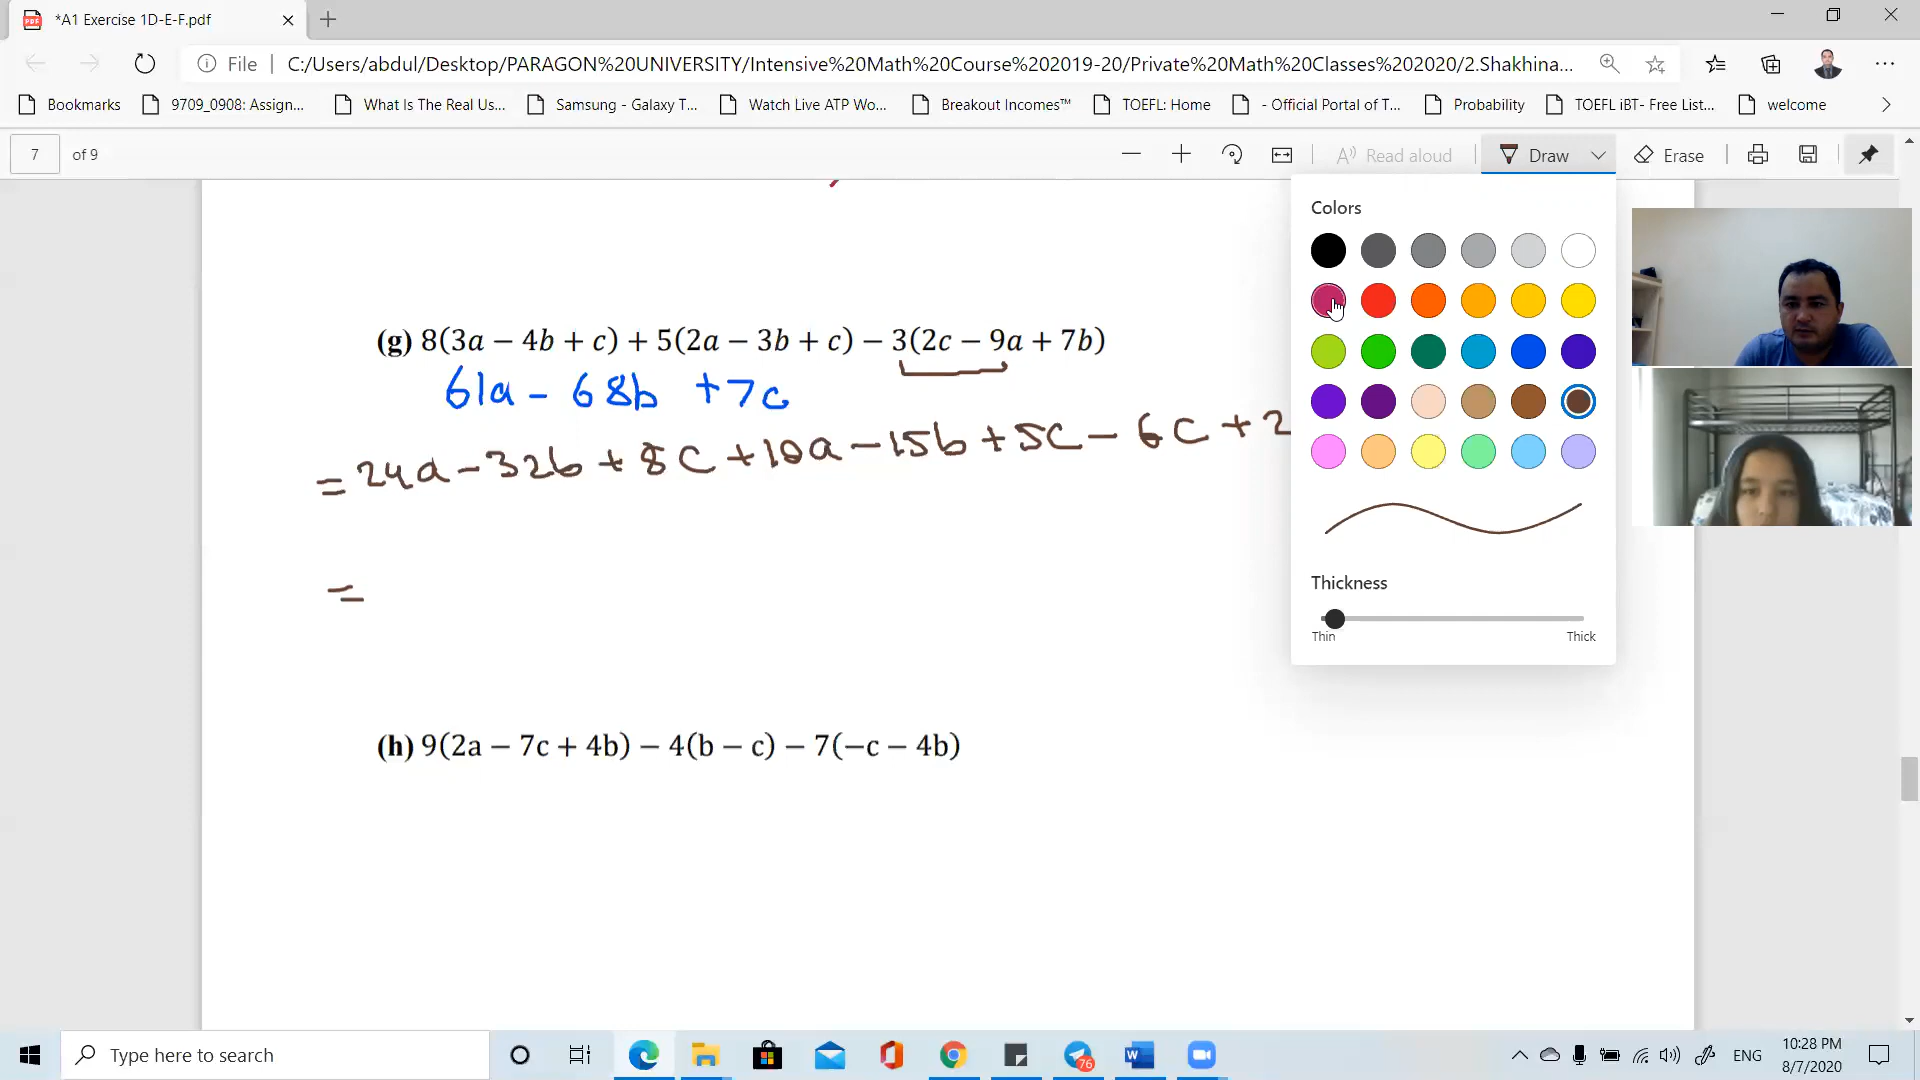 *A1 Exercise 1D-E-F.pdf
File
C:/Users/abdul/Desktop/PARAGON%20UNIVERSITY/Intensive%20Math%20Course%202019-20/Private%20Math%20Classes%202020/2.Shakhina...
Bookmarks 9709_0908: Assign... What Is The Real Us... Samsung - Galaxy T... Watch Live ATP Wo... Breakout Incomes™ TOEFL: Home - Official Portal of T... Probability TOEFL iBT- Free List... welcome
7 of 9 Read aloud Draw Erase
Colors
(g) 8(3a − 4b + c) + 5(2a − 3b + c) − 3(2c − 9a + 7b)
61a - 68b +7c
= 24a - 32b + 8c + 10a - 15b + 5c - 6c + 2
=
Thickness
Thin Thick
(h) 9(2a − 7c + 4b) − 4(b − c) − 7(−c − 4b)
Type here to search
76
ENG
10:28 PM
8/7/2020